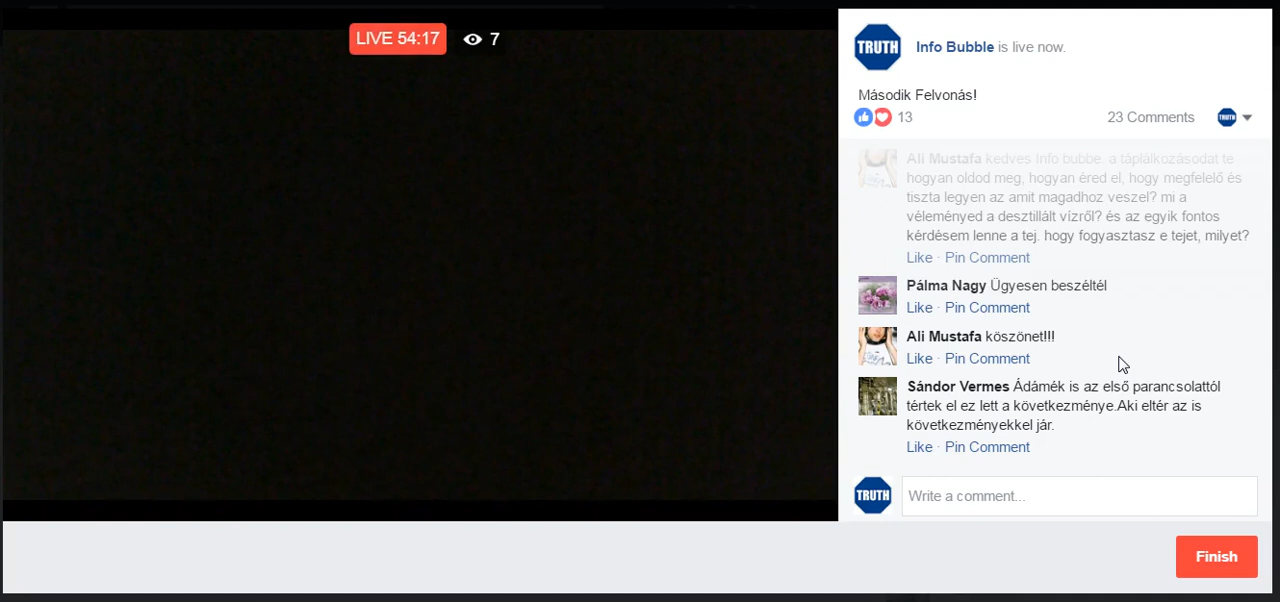 LIVE 54:17 7
TRUTH
Info Bubble is live now.
Második Felvonás!
13
23 Comments
TRUTH
Ali Mustafa kedves Info bubbe. a táplálkozásodat te
hogyan oldod meg, hogyan éred el, hogy megfelelő és
tiszta legyen az amit magadhoz veszel? mi a
véleményed a desztillált vízről? és az egyik fontos
kérdésem lenne a tej. hogy fogyasztasz e tejet, milyet?
Like · Pin Comment
Pálma Nagy Ügyesen beszéltél
Like · Pin Comment
Ali Mustafa köszönet!!!
Like · Pin Comment
Sándor Vermes Ádámék is az első parancsolattól
tértek el ez lett a következménye.Aki eltér az is
következményekkel jár.
Like · Pin Comment
TRUTH
Write a comment...
Finish